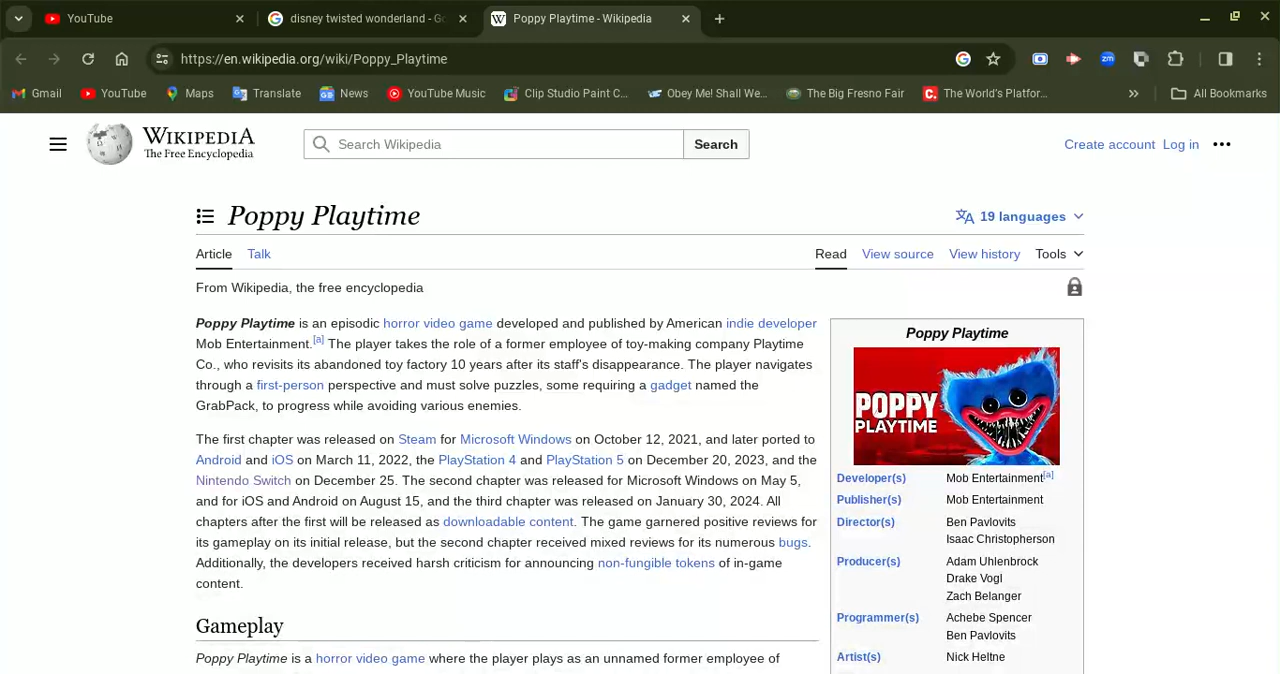 YouTube
disney twisted wonderland - Go
Poppy Playtime - Wikipedia
https://en.wikipedia.org/wiki/Poppy_Playtime
Gmail
YouTube
Maps
Translate
News
YouTube Music
Clip Studio Paint C...
Obey Me! Shall We...
The Big Fresno Fair
The World's Platfor...
All Bookmarks
WIKIPEDIA
The Free Encyclopedia
Search Wikipedia
Search
Create account
Log in
Poppy Playtime
19 languages
Article
Talk
Read
View source
View history
Tools
From Wikipedia, the free encyclopedia
Poppy Playtime is an episodic horror video game developed and published by American indie developer
Mob Entertainment.[a] The player takes the role of a former employee of toy-making company Playtime
Co., who revisits its abandoned toy factory 10 years after its staff's disappearance. The player navigates
through a first-person perspective and must solve puzzles, some requiring a gadget named the
GrabPack, to progress while avoiding various enemies.
The first chapter was released on Steam for Microsoft Windows on October 12, 2021, and later ported to
Android and iOS on March 11, 2022, the PlayStation 4 and PlayStation 5 on December 20, 2023, and the
Nintendo Switch on December 25. The second chapter was released for Microsoft Windows on May 5,
and for iOS and Android on August 15, and the third chapter was released on January 30, 2024. All
chapters after the first will be released as downloadable content. The game garnered positive reviews for
its gameplay on its initial release, but the second chapter received mixed reviews for its numerous bugs.
Additionally, the developers received harsh criticism for announcing non-fungible tokens of in-game
content.
Gameplay
Poppy Playtime is a horror video game where the player plays as an unnamed former employee of
Poppy Playtime
POPPY
PLAYTIME
Developer(s) Mob Entertainment[a]
Publisher(s) Mob Entertainment
Director(s) Ben Pavlovits
Isaac Christopherson
Producer(s) Adam Uhlenbrock
Drake Vogl
Zach Belanger
Programmer(s) Achebe Spencer
Ben Pavlovits
Artist(s) Nick Heltne